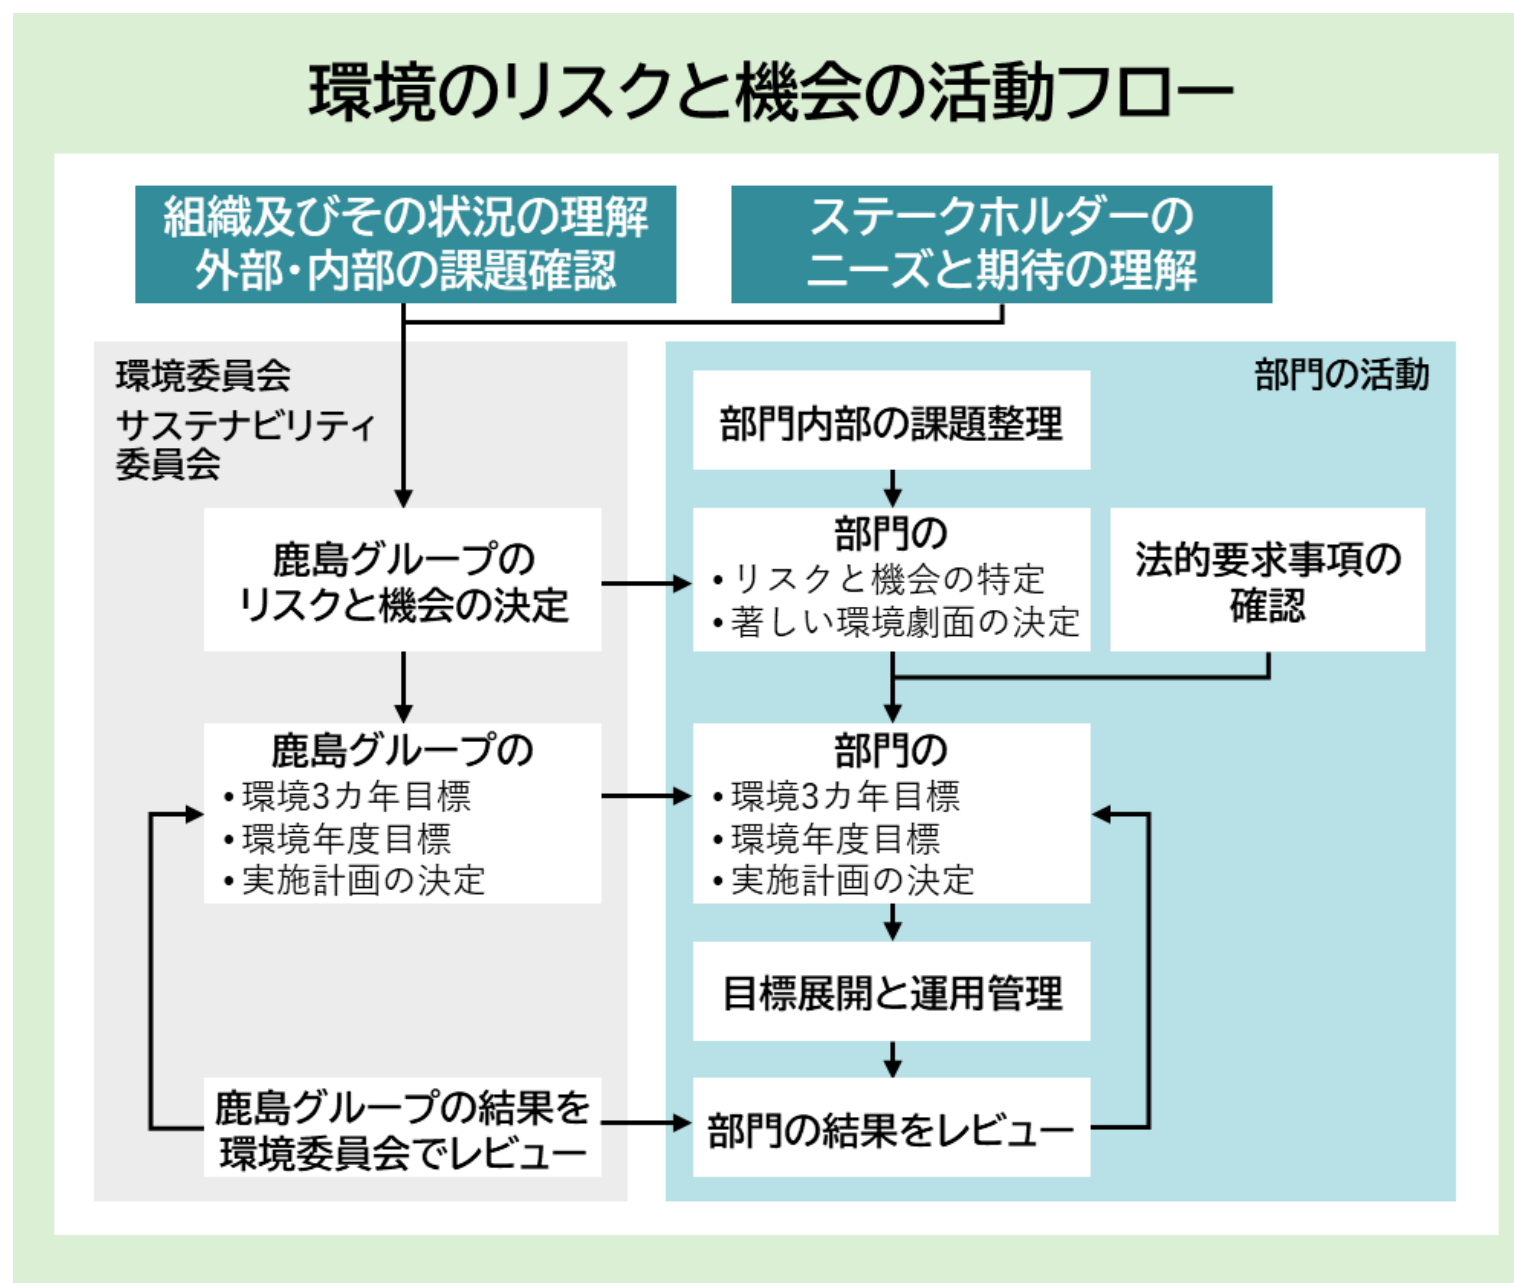 環境のリスクと機会の活動フロー
組織及びその状況の理解
外部・内部の課題確認
ステークホルダーの
ニーズと期待の理解
環境委員会
サステナビリティ
委員会
部門の活動
部門内部の課題整理
鹿島グループの
リスクと機会の決定
部門の
•リスクと機会の特定
•著しい環境劇面の決定
法的要求事項の
確認
鹿島グループの
•環境3カ年目標
•環境年度目標
•実施計画の決定
部門の
•環境3カ年目標
•環境年度目標
•実施計画の決定
目標展開と運用管理
鹿島グループの結果を
環境委員会でレビュー
部門の結果をレビュー